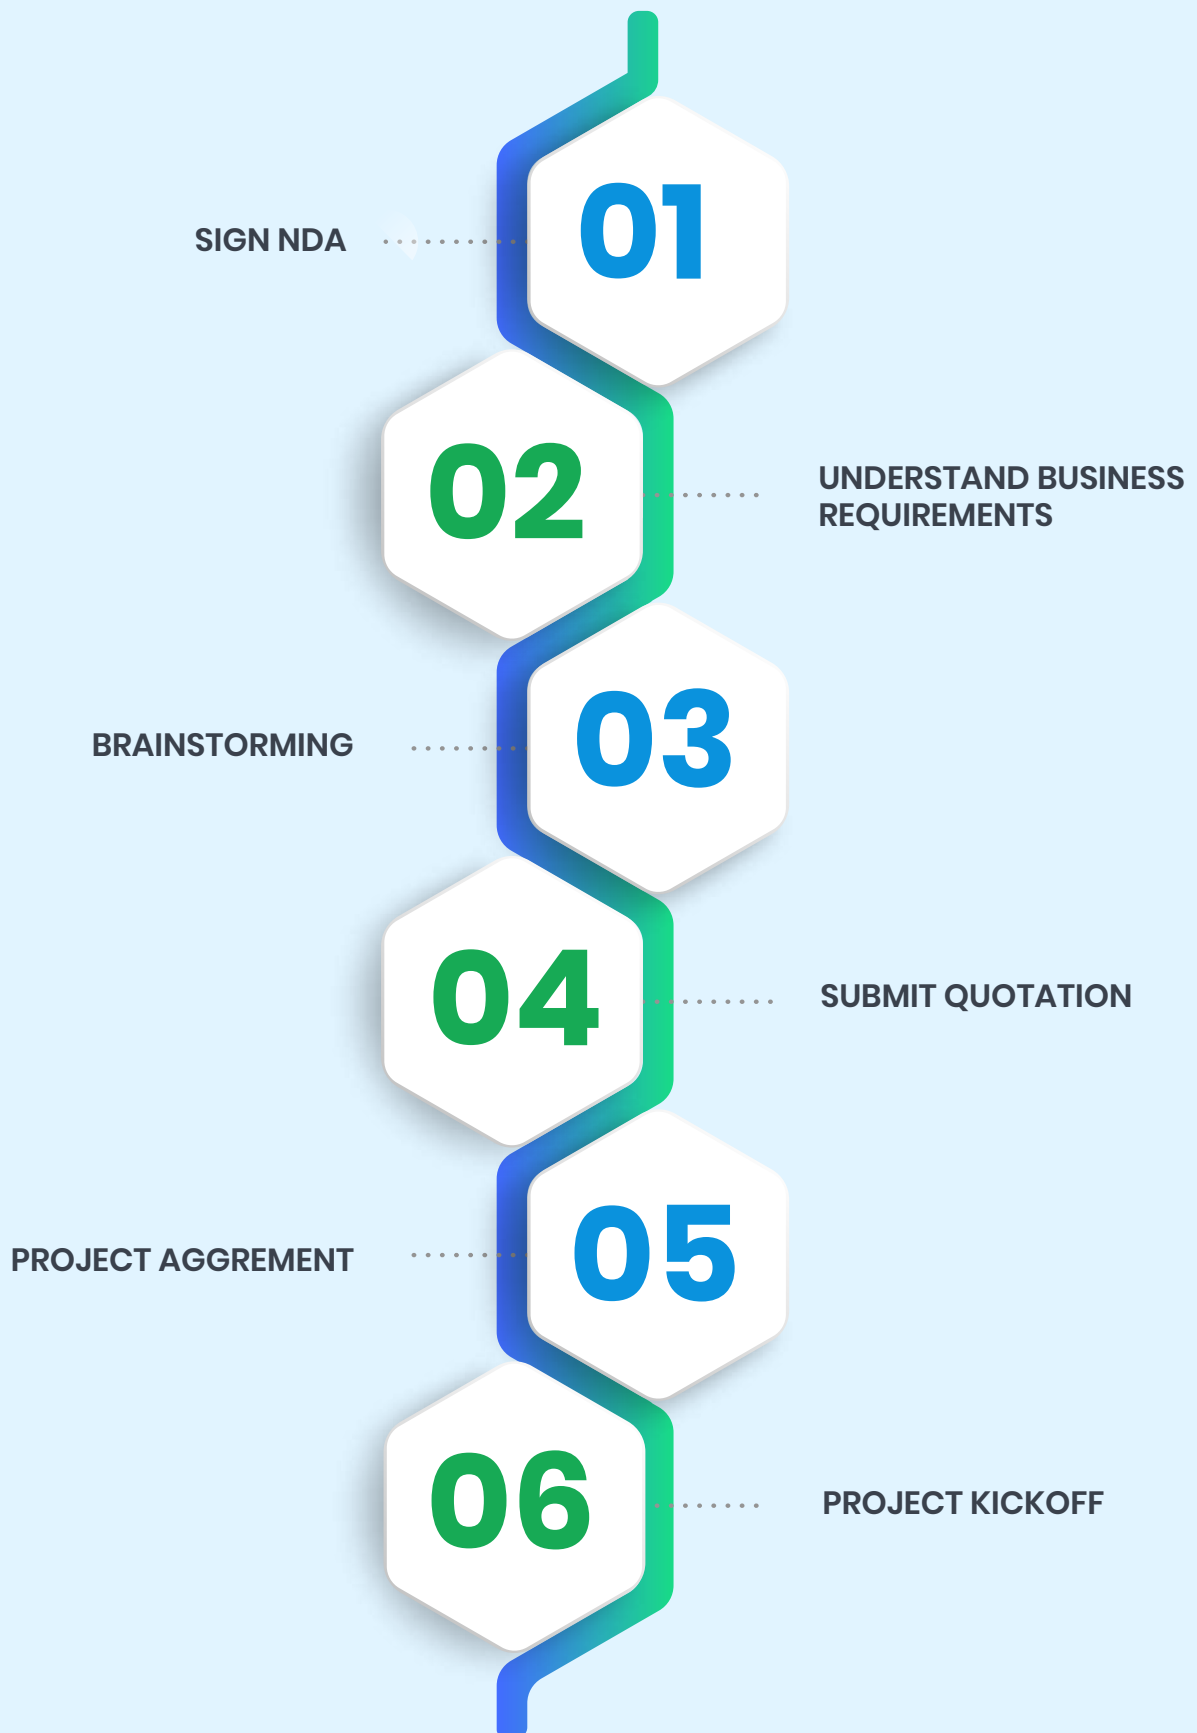 01
SIGN NDA
02
UNDERSTAND BUSINESS
REQUIREMENTS
03
BRAINSTORMING
04
SUBMIT QUOTATION
05
PROJECT AGGREMENT
06
PROJECT KICKOFF